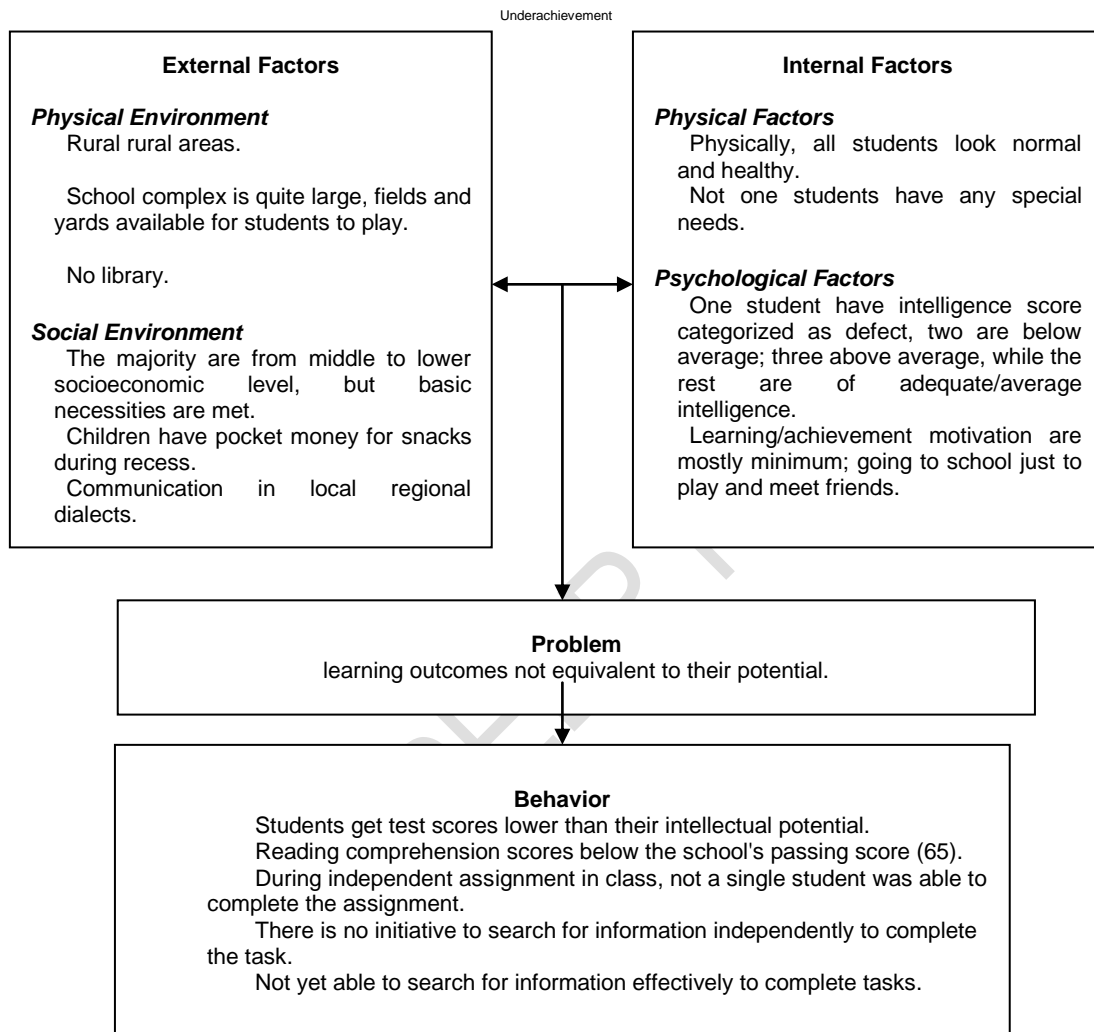 Underachievement
External Factors
Physical Environment
Rural rural areas.
School complex is quite large, fields and
yards available for students to play.
No library.
Social Environment
The majority are from middle to lower
socioeconomic level, but basic
necessities are met.
Children have pocket money for snacks
during recess.
Communication in local regional
dialects.
Internal Factors
Physical Factors
Physically, all students look normal
and healthy.
Not one students have any special
needs.
Psychological Factors
One student have intelligence score
categorized as defect, two are below
average; three above average, while the
rest are of adequate/average
intelligence.
Learning/achievement motivation are
mostly minimum; going to school just to
play and meet friends.
Problem
learning outcomes not equivalent to their potential.
Behavior
Students get test scores lower than their intellectual potential.
Reading comprehension scores below the school's passing score (65).
During independent assignment in class, not a single student was able to
complete the assignment.
There is no initiative to search for information independently to complete
the task.
Not yet able to search for information effectively to complete tasks.